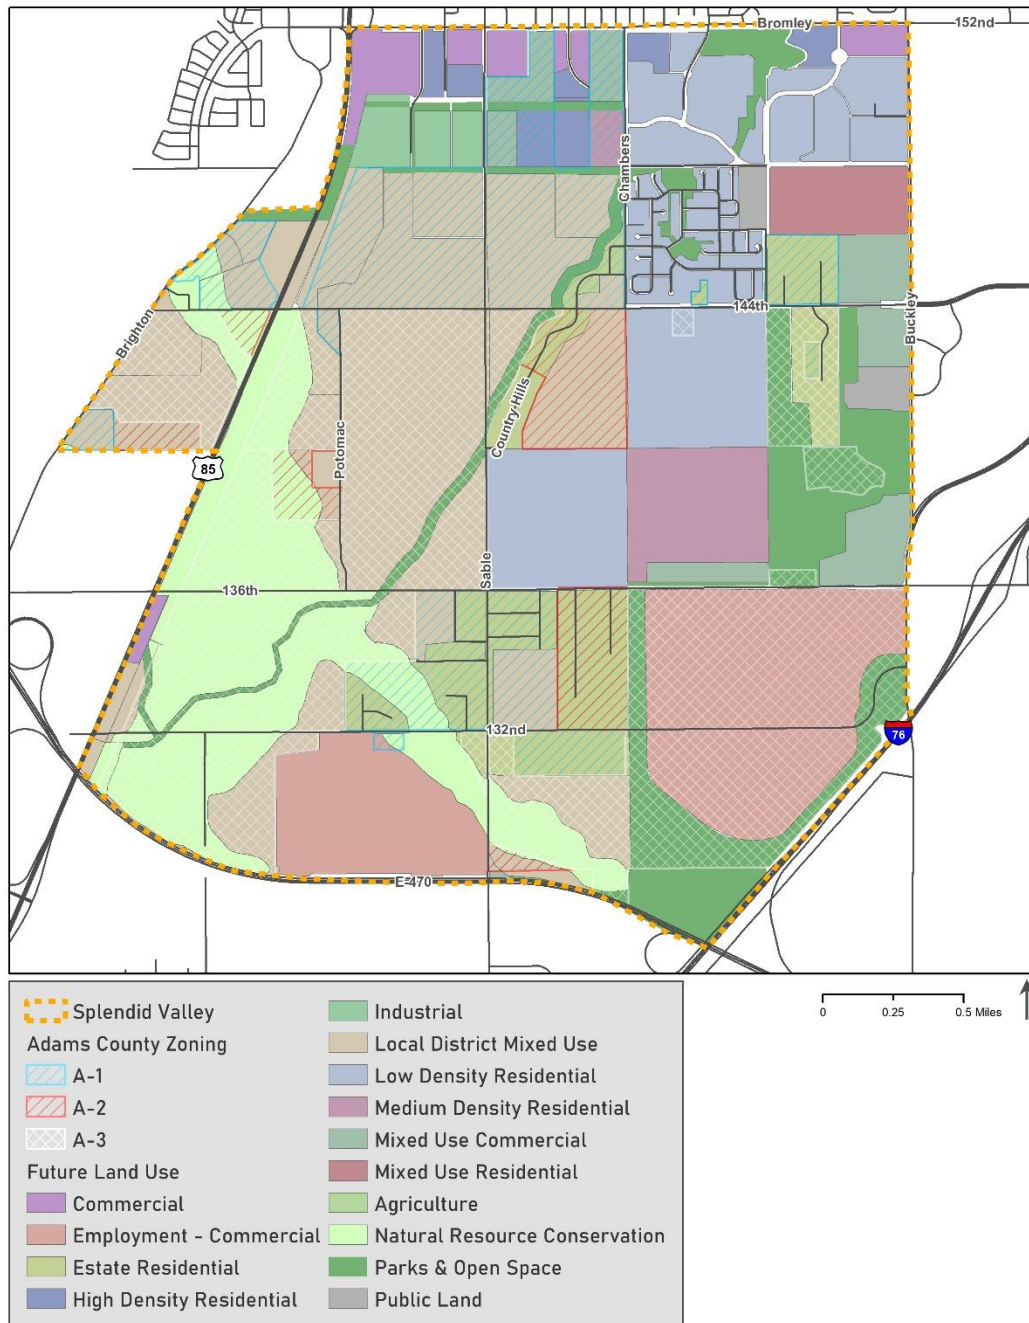 Bromley
152nd
Chambers
144th
Buckley
Brighton
Country Hills
Potomac
85
Sable
136th
132nd
76
E-470
Splendid Valley
Adams County Zoning
A-1
A-2
A-3
Future Land Use
Commercial
Employment - Commercial
Estate Residential
High Density Residential
Industrial
Local District Mixed Use
Low Density Residential
Medium Density Residential
Mixed Use Commercial
Mixed Use Residential
Agriculture
Natural Resource Conservation
Parks & Open Space
Public Land
0 0.25 0.5 Miles